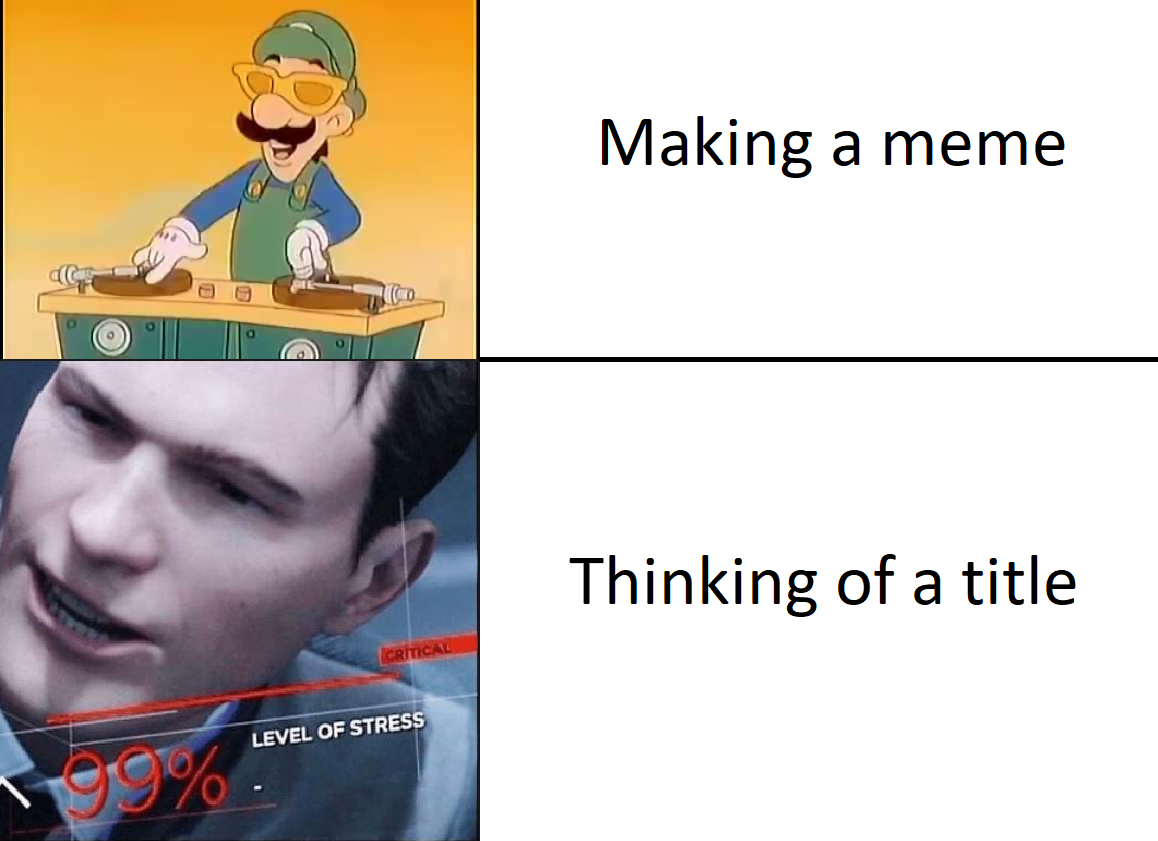 Making a meme
Thinking of a title
CRITICAL
LEVEL OF STRESS
99%